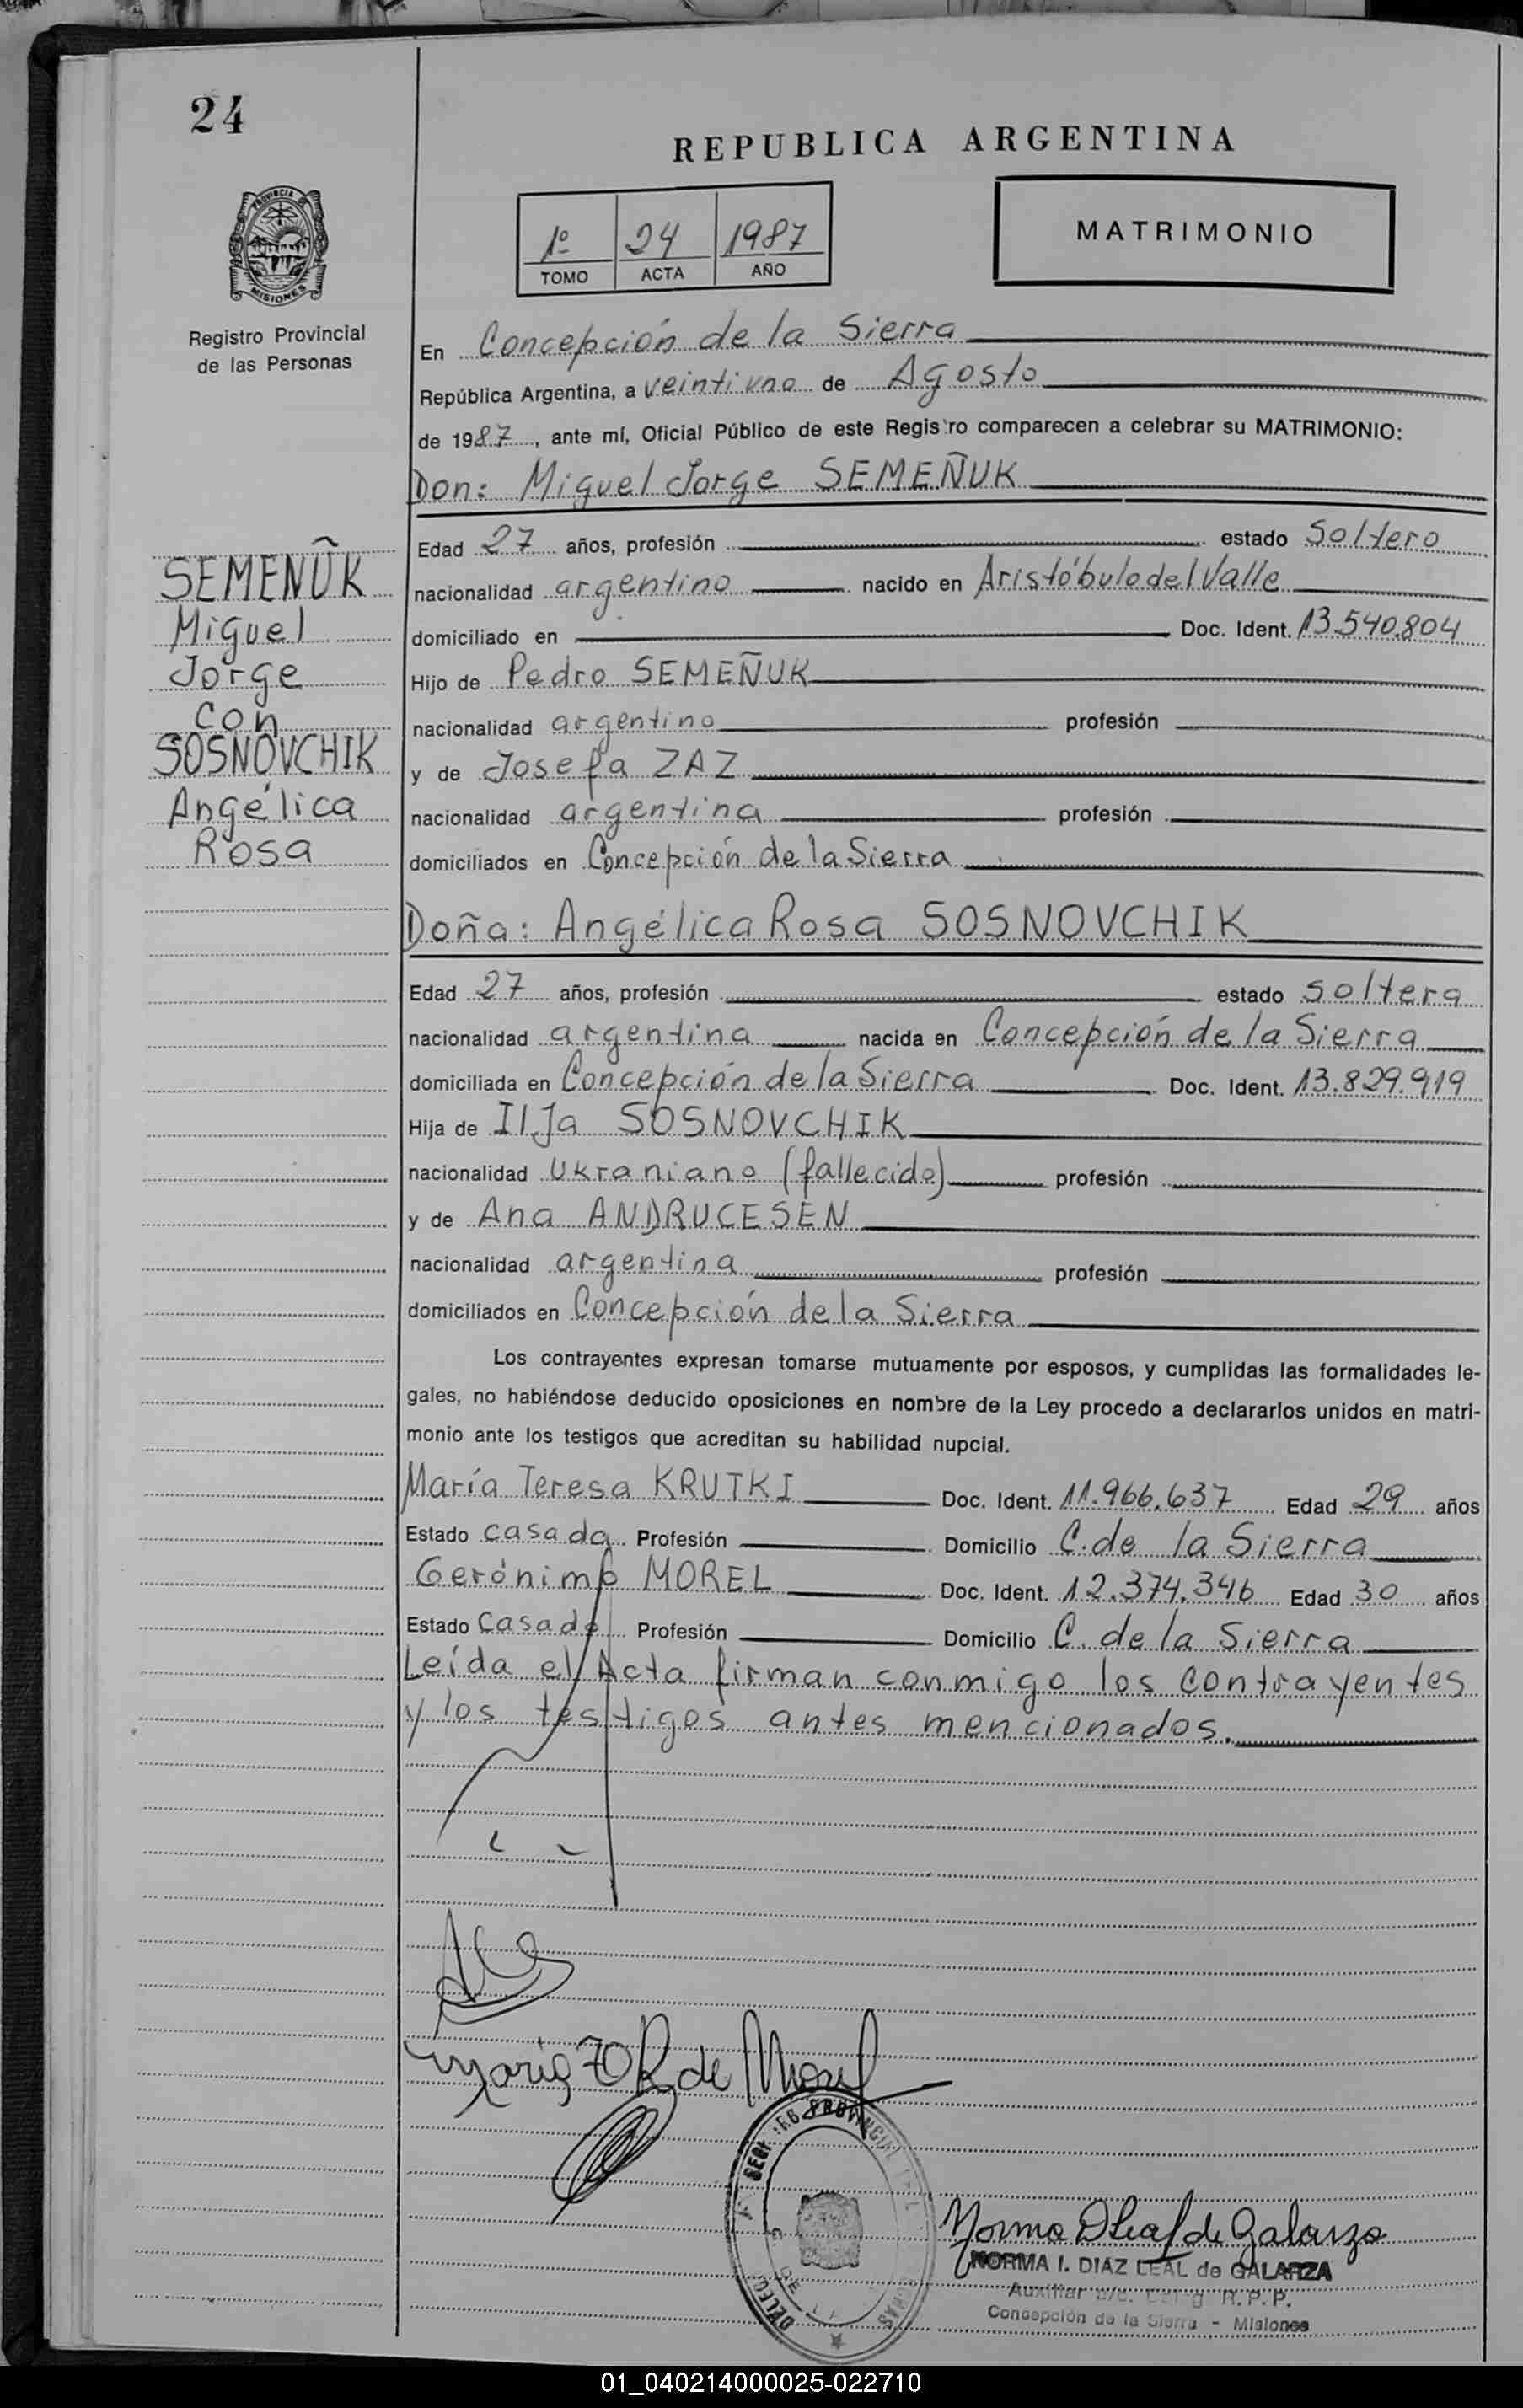 24
REPUBLICA ARGENTINA
1º 24 1987
TOMO ACTA AÑO
MATRIMONIO
PROVINCIA DE
MISIONES
Registro Provincial
de las Personas
En Concepción de la Sierra
República Argentina, a veintiuno de Agosto
de 1987, ante mí, Oficial Público de este Registro comparecen a celebrar su MATRIMONIO:
Don: Miguel Jorge SEMEÑUK
Edad 27 años, profesión estado Soltero
nacionalidad argentino nacido en Aristóbulo del Valle
domiciliado en Doc. Ident. 13.540.804
Hijo de Pedro SEMEÑUK
nacionalidad argentino profesión
y de Josefa ZAZ
nacionalidad argentina profesión
domiciliados en Concepción de la Sierra
SEMEÑUK
Miguel
Jorge
con
SOSNOVCHIK
Angélica
Rosa
Doña: Angélica Rosa SOSNOVCHIK
Edad 27 años, profesión estado soltera
nacionalidad argentina nacida en Concepción de la Sierra
domiciliada en Concepción de la Sierra Doc. Ident. 13.829.919
Hija de IlJa SOSNOVCHIK
nacionalidad Ukraniano (fallecido) profesión
y de Ana ANDRUCESEN
nacionalidad argentina profesión
domiciliados en Concepción de la Sierra
Los contrayentes expresan tomarse mutuamente por esposos, y cumplidas las formalidades le-
gales, no habiéndose deducido oposiciones en nombre de la Ley procedo a declararlos unidos en matri-
monio ante los testigos que acreditan su habilidad nupcial.
María Teresa KRUTKI Doc. Ident. 11.966.637 Edad 29 años
Estado casada Profesión Domicilio C. de la Sierra
Gerónimo MOREL Doc. Ident. 12.374.346 Edad 30 años
Estado Casado Profesión Domicilio C. de la Sierra
Leída el Acta firman conmigo los contrayentes
y los testigos antes mencionados.
Maria T K de Morel
Norma D Leal de Galarza
NORMA I. DIAZ LEAL de GALARZA
Auxiliar R.P.P.
Concepción de la Sierra - Misiones
01_040214000025-022710